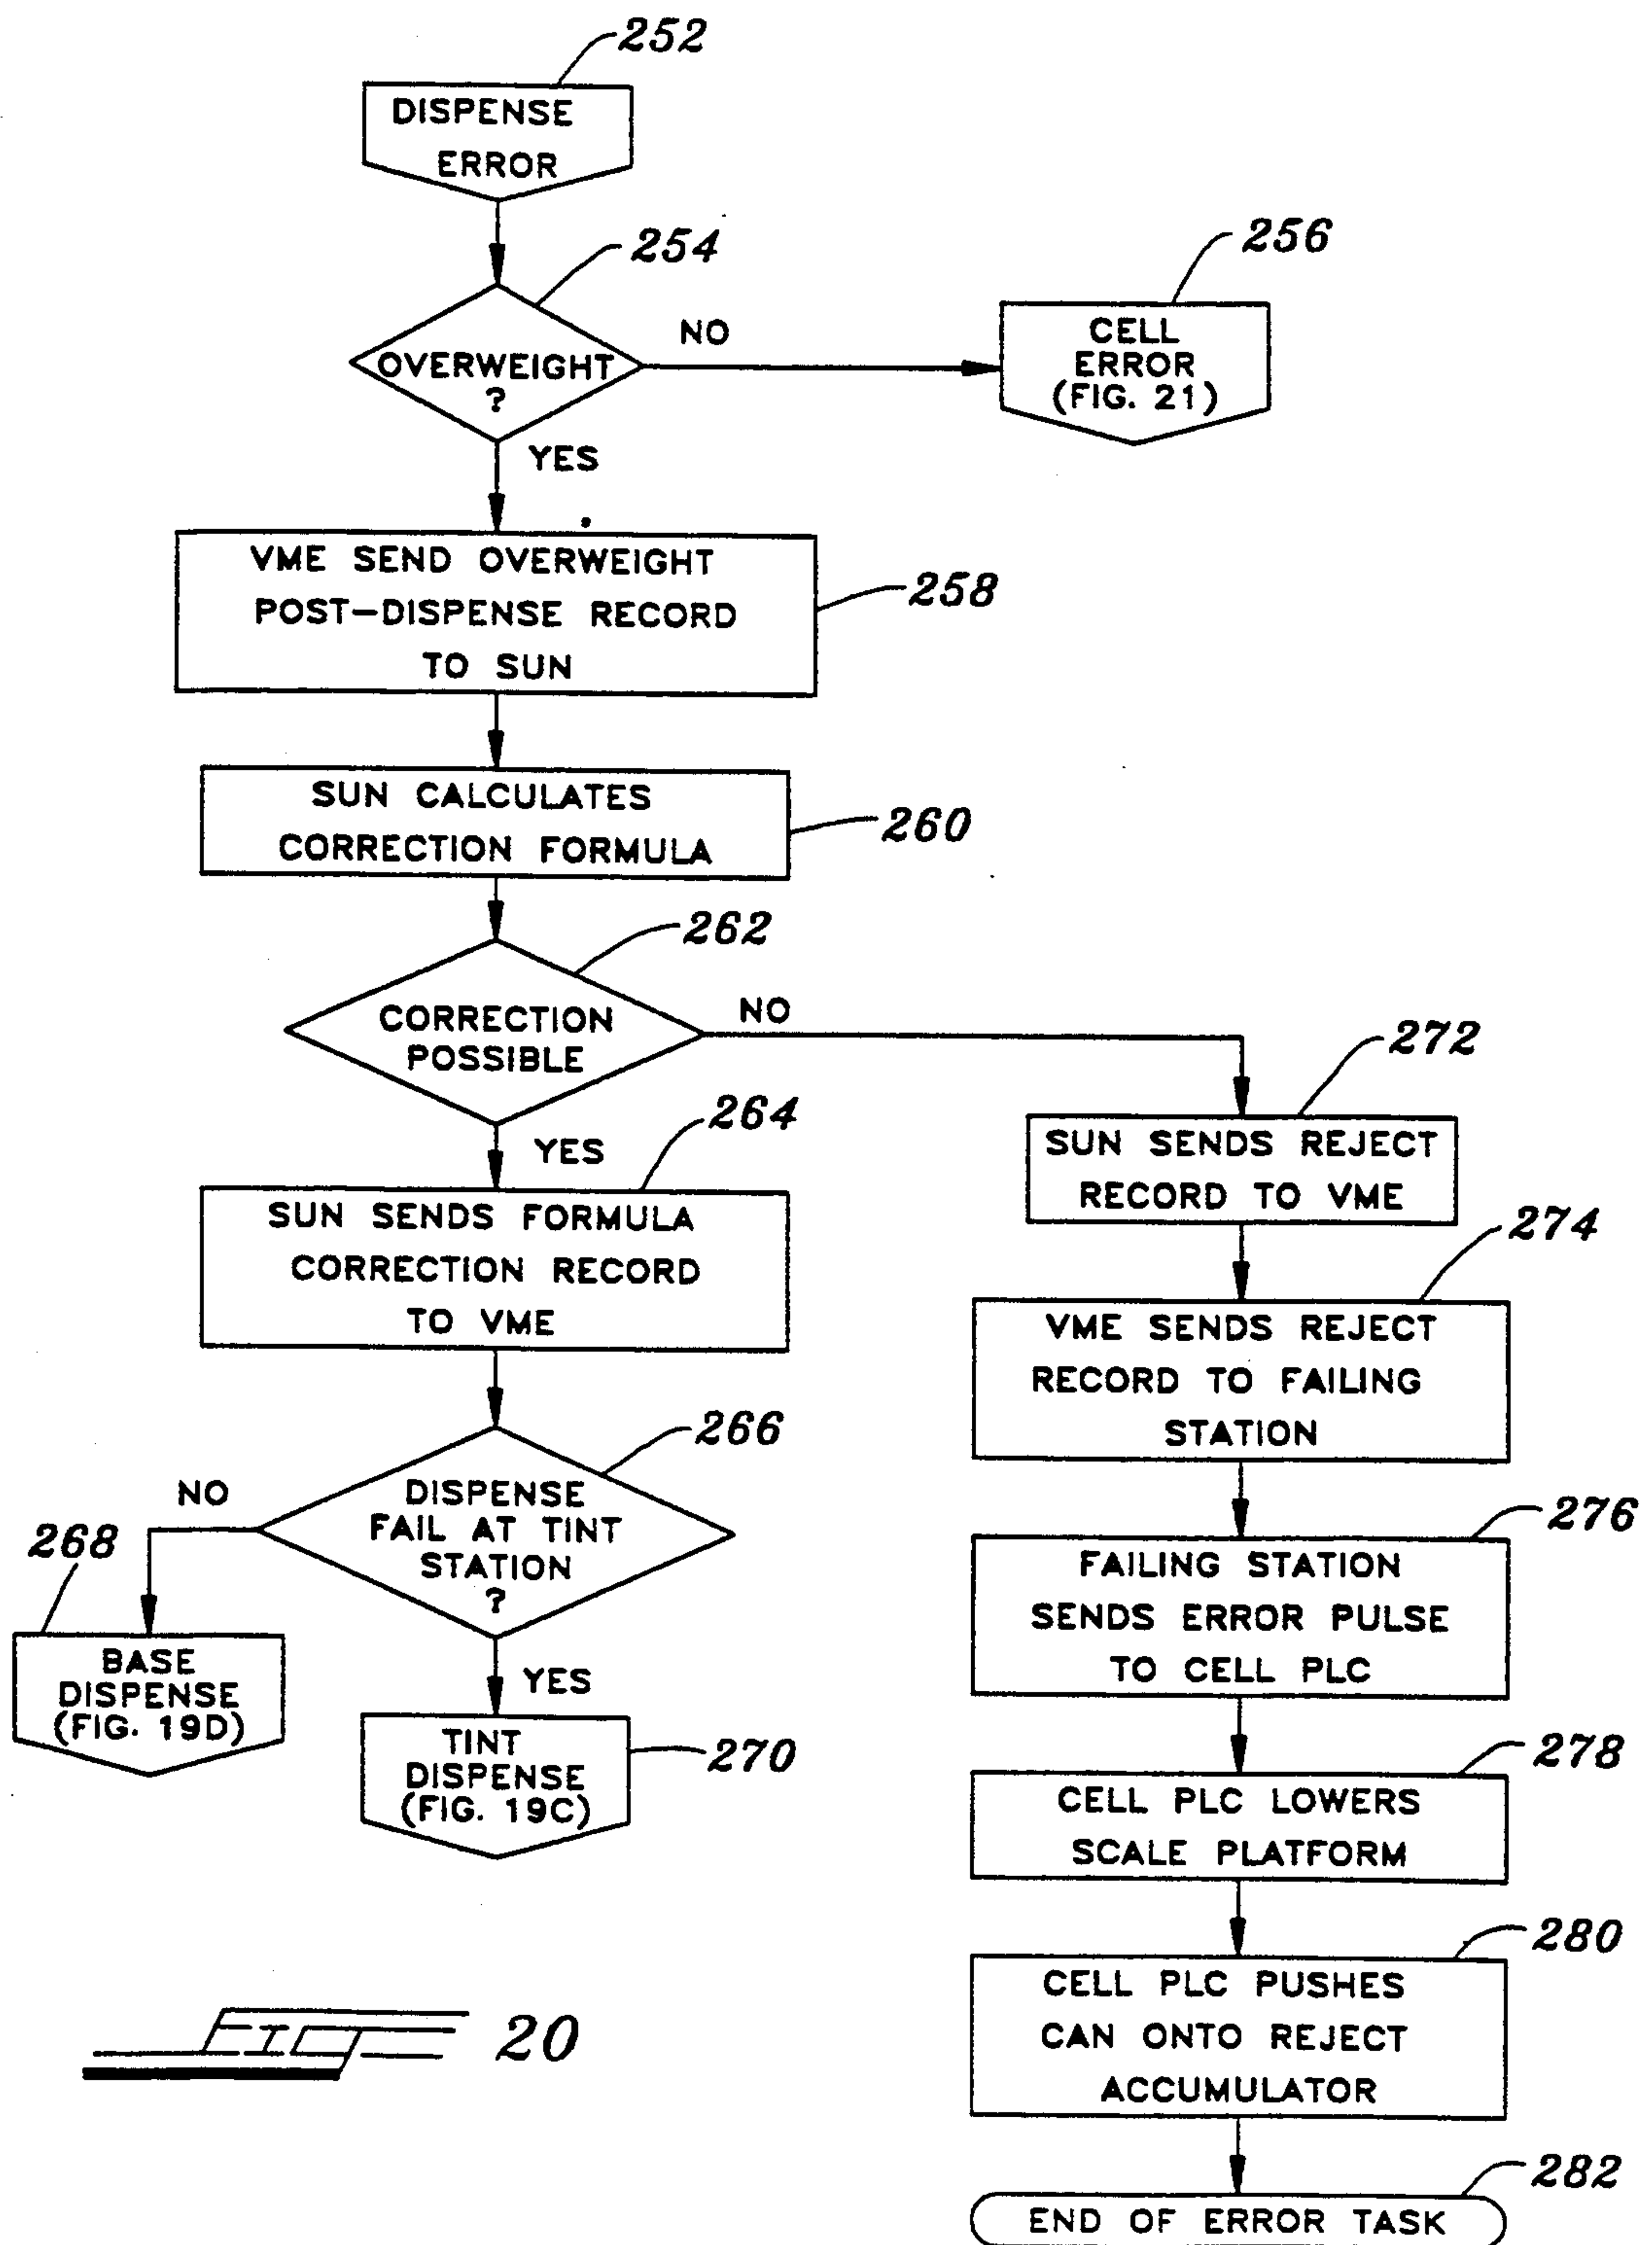 252
DISPENSE
ERROR
254
OVERWEIGHT
?
NO
256
CELL
ERROR
(FIG. 21)
YES
VME SEND OVERWEIGHT
POST-DISPENSE RECORD
TO SUN
258
SUN CALCULATES
CORRECTION FORMULA
260
262
CORRECTION
POSSIBLE
NO
YES
264
SUN SENDS FORMULA
CORRECTION RECORD
TO VME
266
DISPENSE
FAIL AT TINT
STATION
?
NO
268
BASE
DISPENSE
(FIG. 19D)
YES
TINT
DISPENSE
(FIG. 19C)
270
272
SUN SENDS REJECT
RECORD TO VME
274
VME SENDS REJECT
RECORD TO FAILING
STATION
276
FAILING STATION
SENDS ERROR PULSE
TO CELL PLC
278
CELL PLC LOWERS
SCALE PLATFORM
280
CELL PLC PUSHES
CAN ONTO REJECT
ACCUMULATOR
282
END OF ERROR TASK
FIG 20